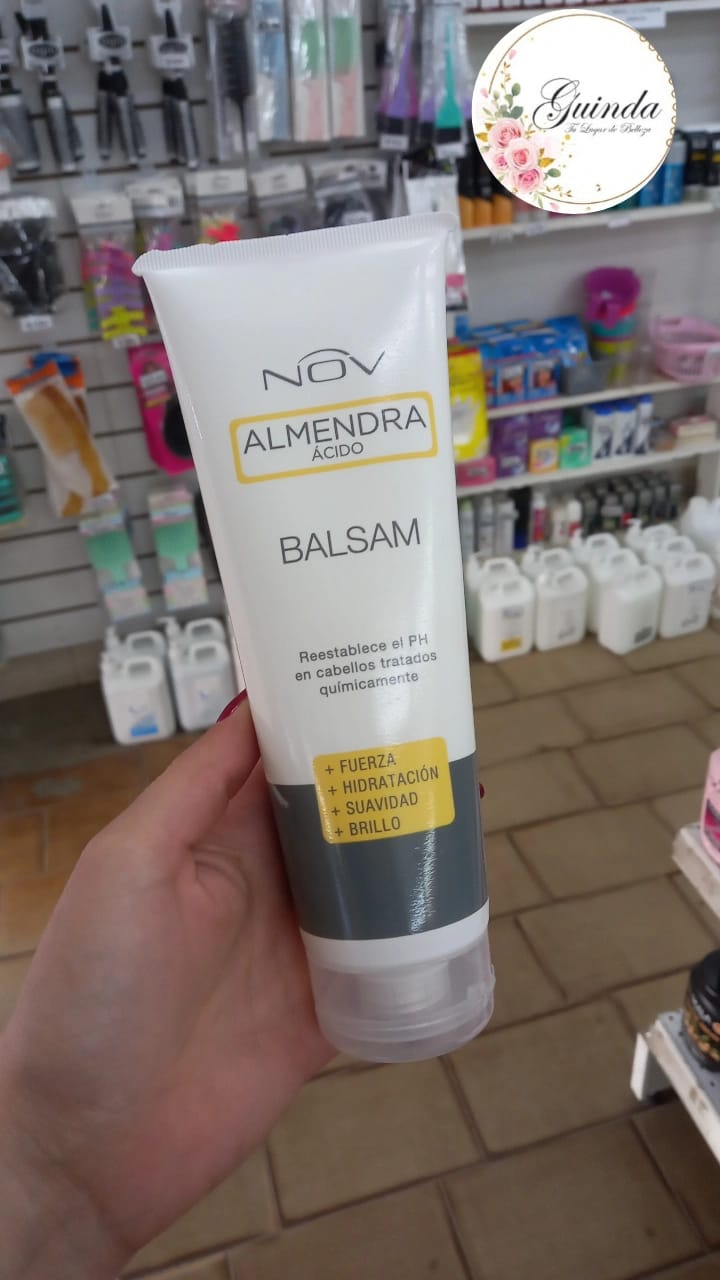 Guinda
Tu Lugar de Belleza
NOV
ALMENDRA
ÁCIDO
BALSAM
Reestablece el PH
en cabellos tratados
químicamente
+ FUERZA
+ HIDRATACIÓN
+ SUAVIDAD
+ BRILLO